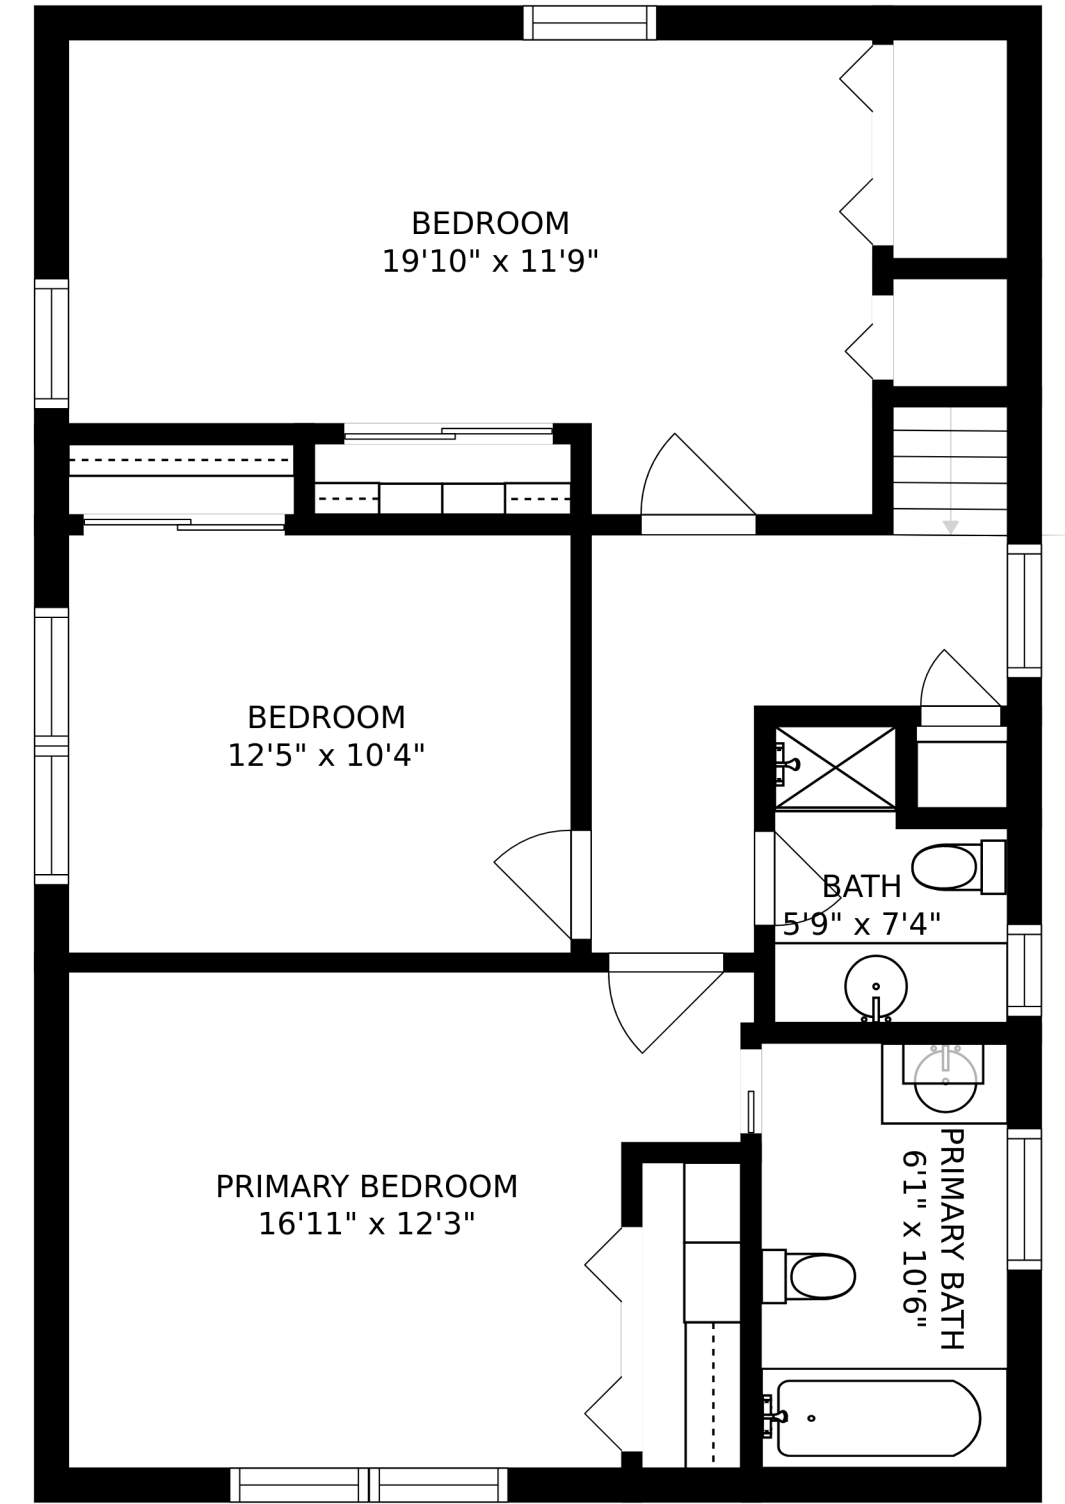 BEDROOM
19'10" x 11'9"
BEDROOM
12'5" x 10'4"
BATH
5'9" x 7'4"
PRIMARY BEDROOM
16'11" x 12'3"
PRIMARY BATH
6'1" x 10'6"